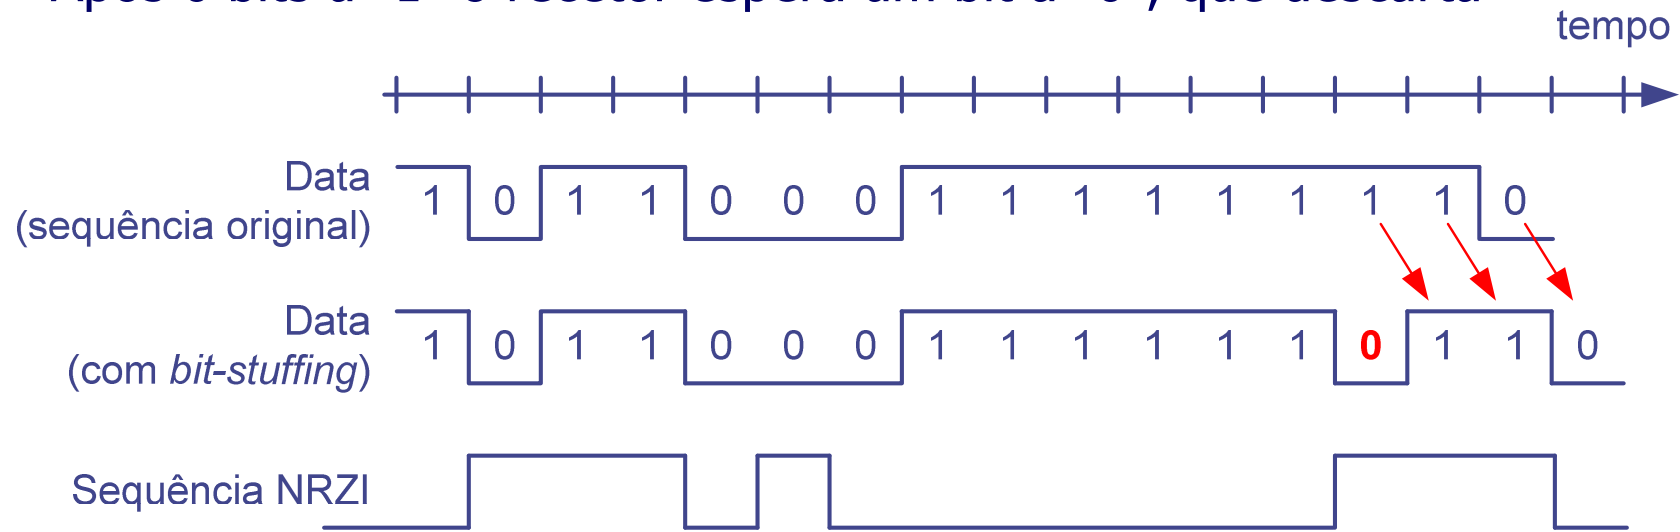 tempo
Data
(sequência original)
1 0 1 1 0 0 0 1 1 1 1 1 1 1 1 0
Data
(com bit-stuffing)
1 0 1 1 0 0 0 1 1 1 1 1 1 0 1 1 0
Sequência NRZI